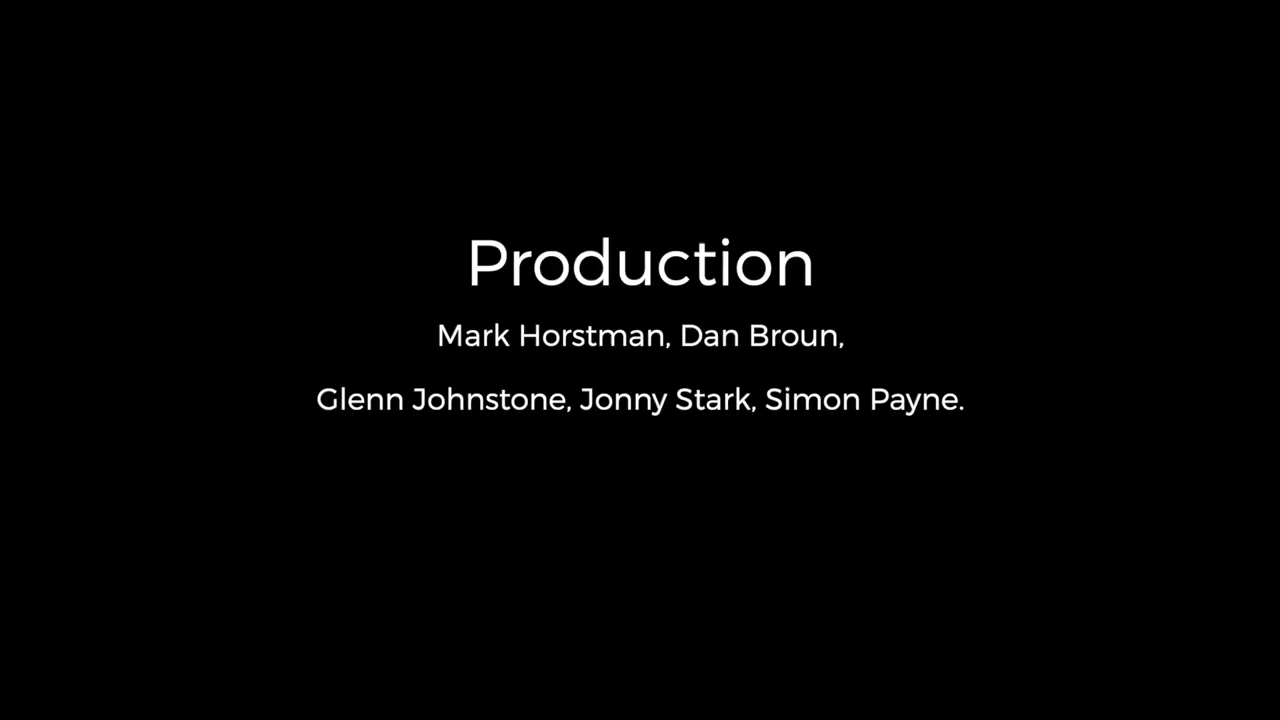 Production
Mark Horstman, Dan Broun,
Glenn Johnstone, Jonny Stark, Simon Payne.